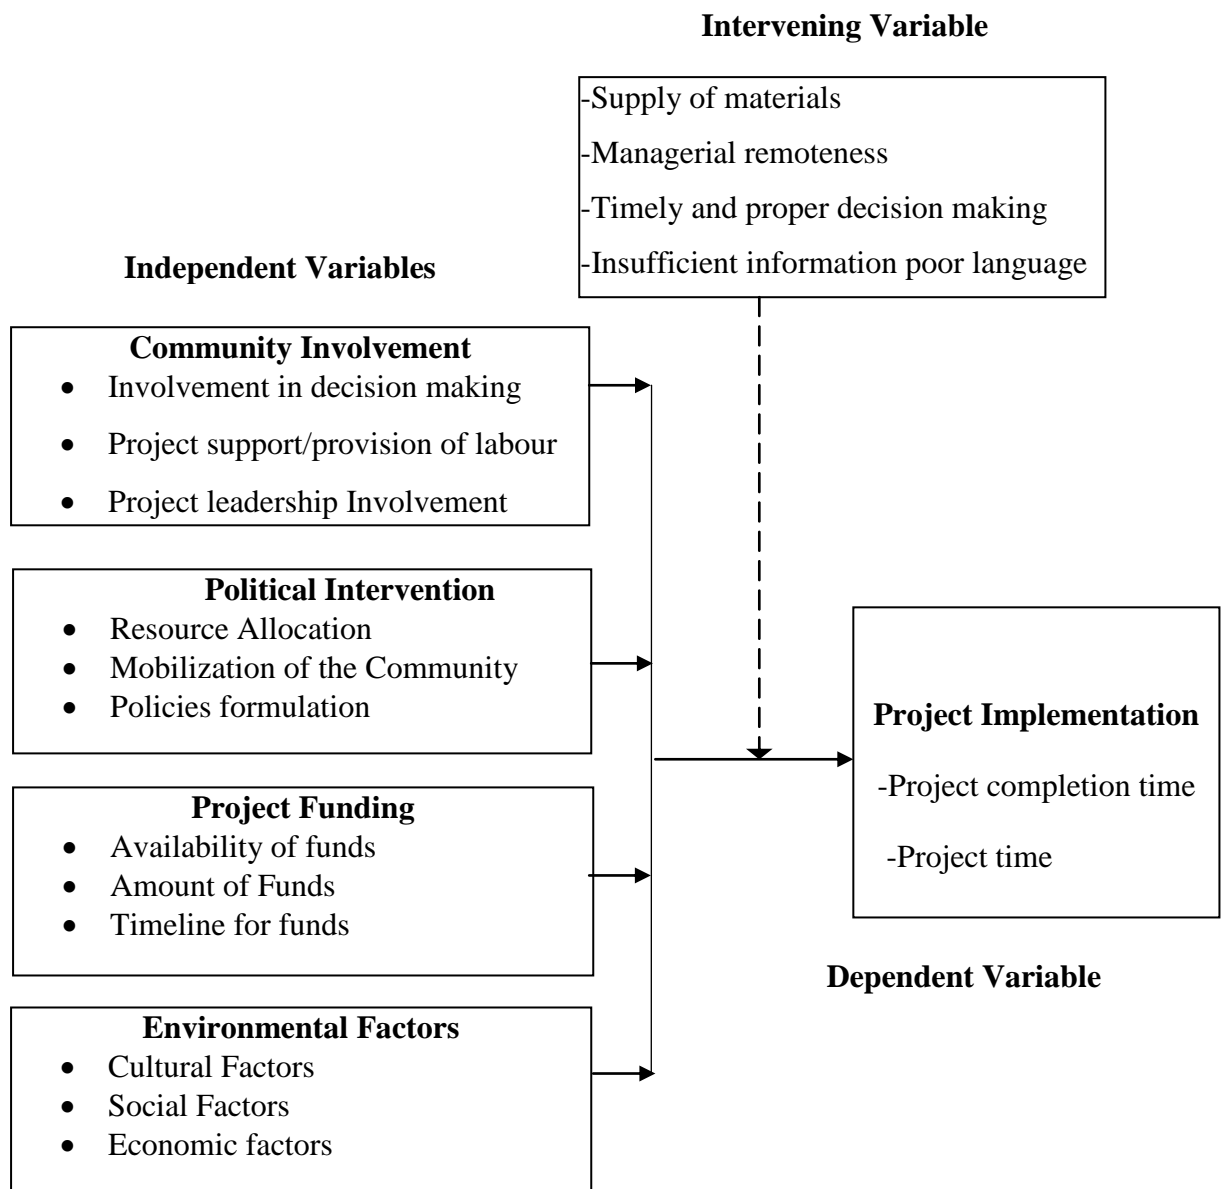 Intervening Variable
-Supply of materials
-Managerial remoteness
-Timely and proper decision making
-Insufficient information poor language
Independent Variables
Community Involvement
• Involvement in decision making
• Project support/provision of labour
• Project leadership Involvement
Political Intervention
• Resource Allocation
• Mobilization of the Community
• Policies formulation
Project Funding
• Availability of funds
• Amount of Funds
• Timeline for funds
Environmental Factors
• Cultural Factors
• Social Factors
• Economic factors
Project Implementation
-Project completion time
-Project time
Dependent Variable